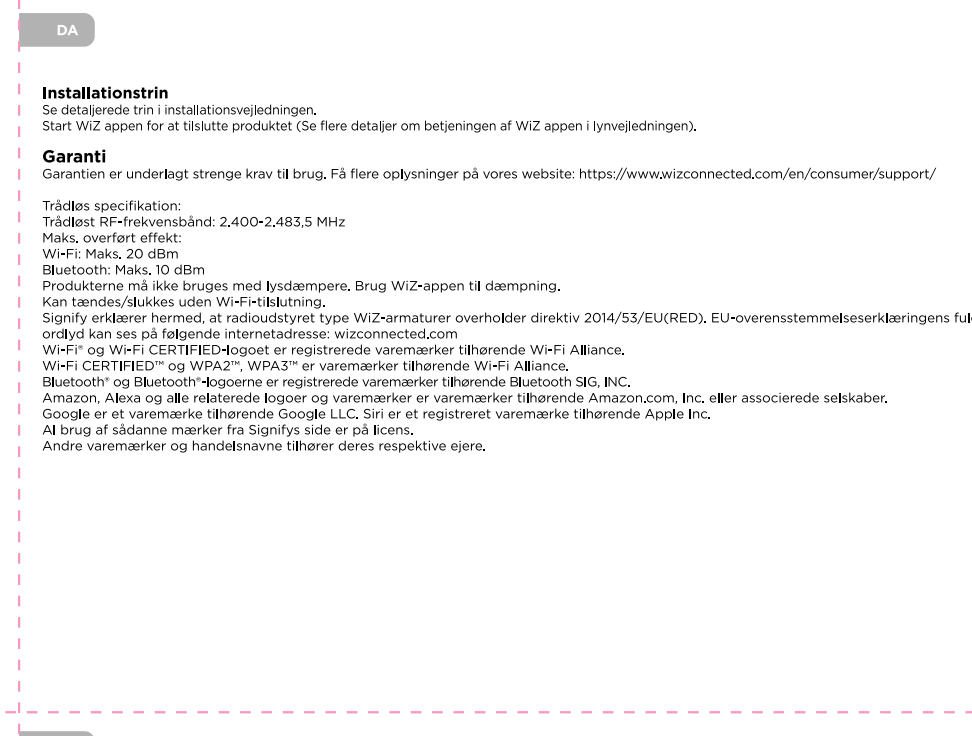 DA
Installationstrin
Se detaljerede trin i installationsvejledningen.
Start WiZ appen for at tilslutte produktet (Se flere detaljer om betjeningen af WiZ appen i lynvejledningen).
Garanti
Garantien er underlagt strenge krav til brug. Få flere oplysninger på vores website: https://www.wizconnected.com/en/consumer/support/
Trådløs specifikation:
Trådløst RF-frekvensbånd: 2.400-2.483,5 MHz
Maks. overført effekt:
Wi-Fi: Maks. 20 dBm
Bluetooth: Maks. 10 dBm
Produkterne må ikke bruges med lysdæmpere. Brug WiZ-appen til dæmpning.
Kan tændes/slukkes uden Wi-Fi-tilslutning.
Signify erklærer hermed, at radioudstyret type WiZ-armaturer overholder direktiv 2014/53/EU(RED). EU-overensstemmelseserklæringens
ordlyd kan ses på følgende internetadresse: wizconnected.com
Wi-Fi® og Wi-Fi CERTIFIED-logoet er registrerede varemærker tilhørende Wi-Fi Alliance.
Wi-Fi CERTIFIED™ og WPA2™, WPA3™ er varemærker tilhørende Wi-Fi Alliance.
Bluetooth® og Bluetooth®-logoerne er registrerede varemærker tilhørende Bluetooth SIG, INC.
Amazon, Alexa og alle relaterede logoer og varemærker er varemærker tilhørende Amazon.com, Inc. eller associerede selskaber.
Google er et varemærke tilhørende Google LLC. Siri er et registreret varemærke tilhørende Apple Inc.
Al brug af sådanne mærker fra Signifys side er på licens.
Andre varemærker og handelsnavne tilhører deres respektive ejere.